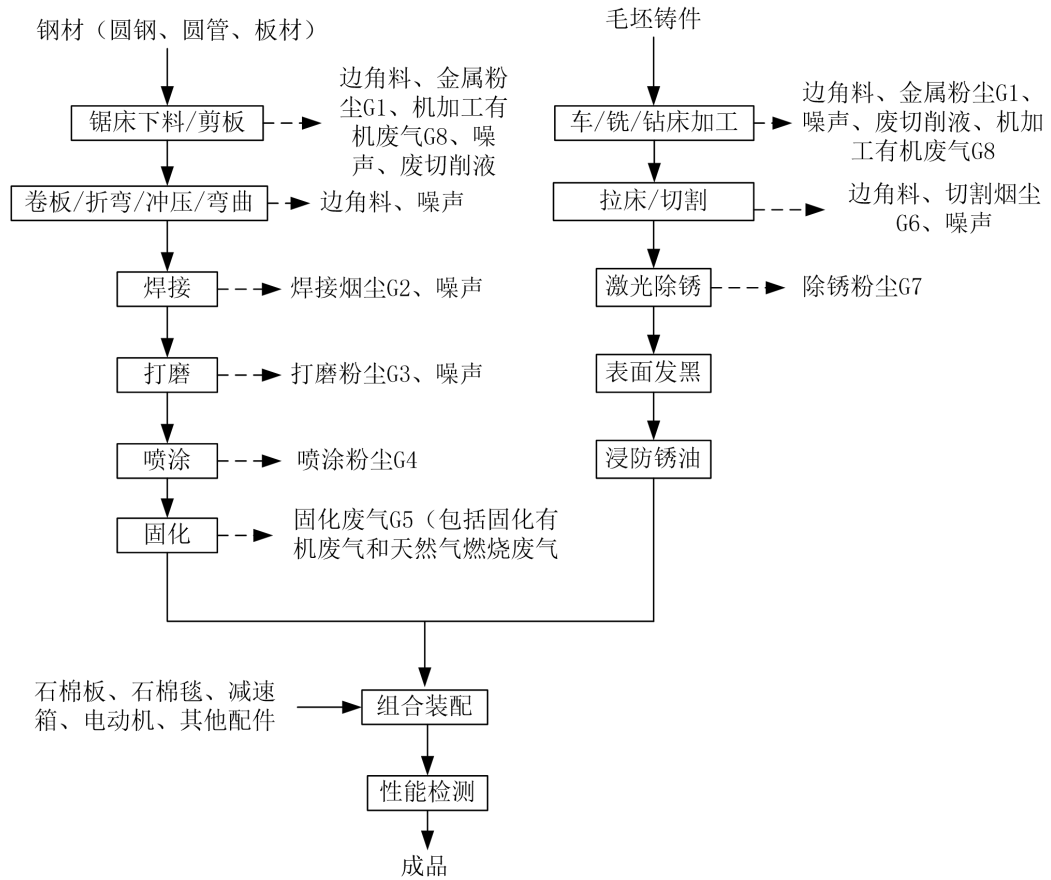 钢材（圆钢、圆管、板材）
锯床下料/剪板
边角料、金属粉
尘G1、机加工有
机废气G8、噪
声、废切削液
卷板/折弯/冲压/弯曲
边角料、噪声
焊接
焊接烟尘G2、噪声
打磨
打磨粉尘G3、噪声
喷涂
喷涂粉尘G4
固化
固化废气G5（包括固化有
机废气和天然气燃烧废气
毛坯铸件
车/铣/钻床加工
边角料、金属粉尘G1、
噪声、废切削液、机加
工有机废气G8
拉床/切割
边角料、切割烟尘
G6、噪声
激光除锈
除锈粉尘G7
表面发黑
浸防锈油
石棉板、石棉毯、减速
箱、电动机、其他配件
组合装配
性能检测
成品